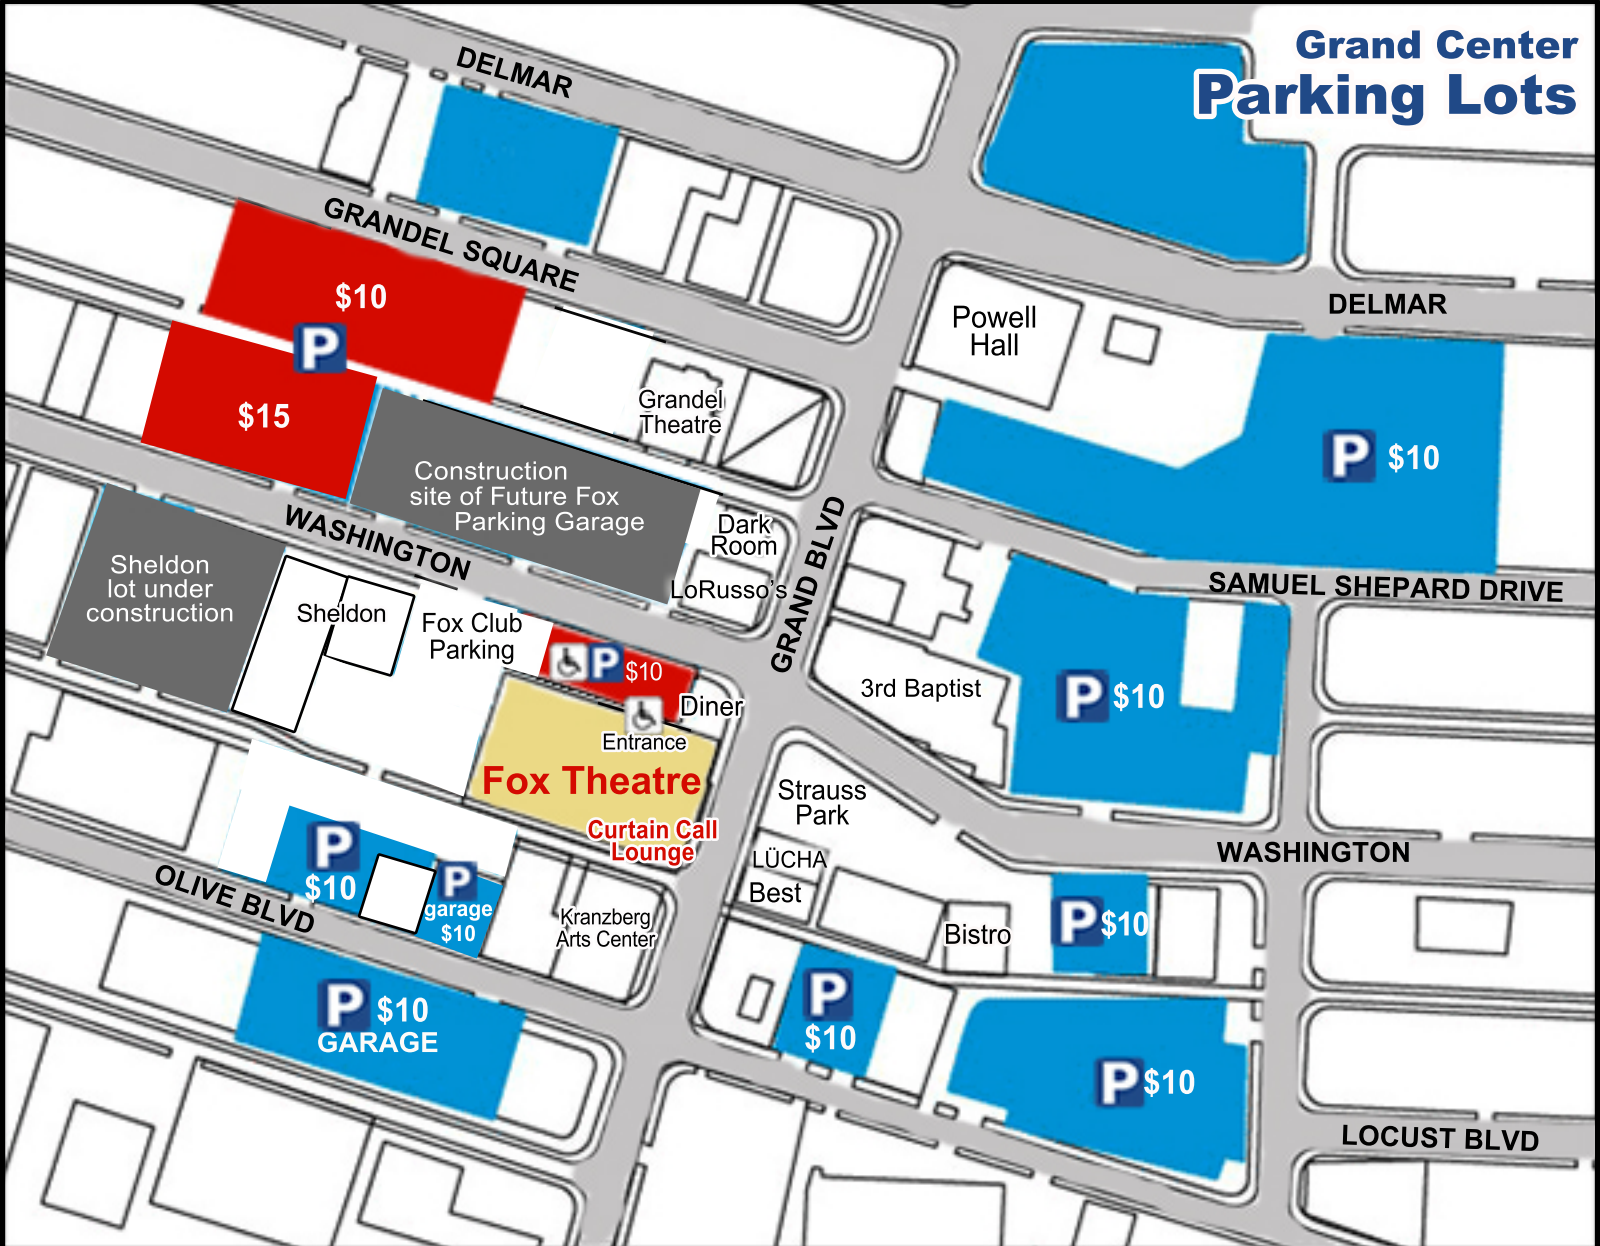 Grand Center
Parking Lots
DELMAR
GRANDEL SQUARE
$10
P
$15
DELMAR
Powell
Hall
Grandel
Theatre
P $10
Construction
site of Future Fox
Parking Garage
WASHINGTON
Dark
Room
LoRusso's
GRAND BLVD
SAMUEL SHEPARD DRIVE
Sheldon
lot under
construction
Sheldon
Fox Club
Parking
P $10
Diner
Entrance
3rd Baptist
P $10
Fox Theatre
Curtain Call
Lounge
Strauss
Park
LÜCHA
Best
WASHINGTON
P
$10
P
garage
$10
OLIVE BLVD
Kranzberg
Arts Center
Bistro
P $10
P $10
GARAGE
P
$10
P $10
LOCUST BLVD